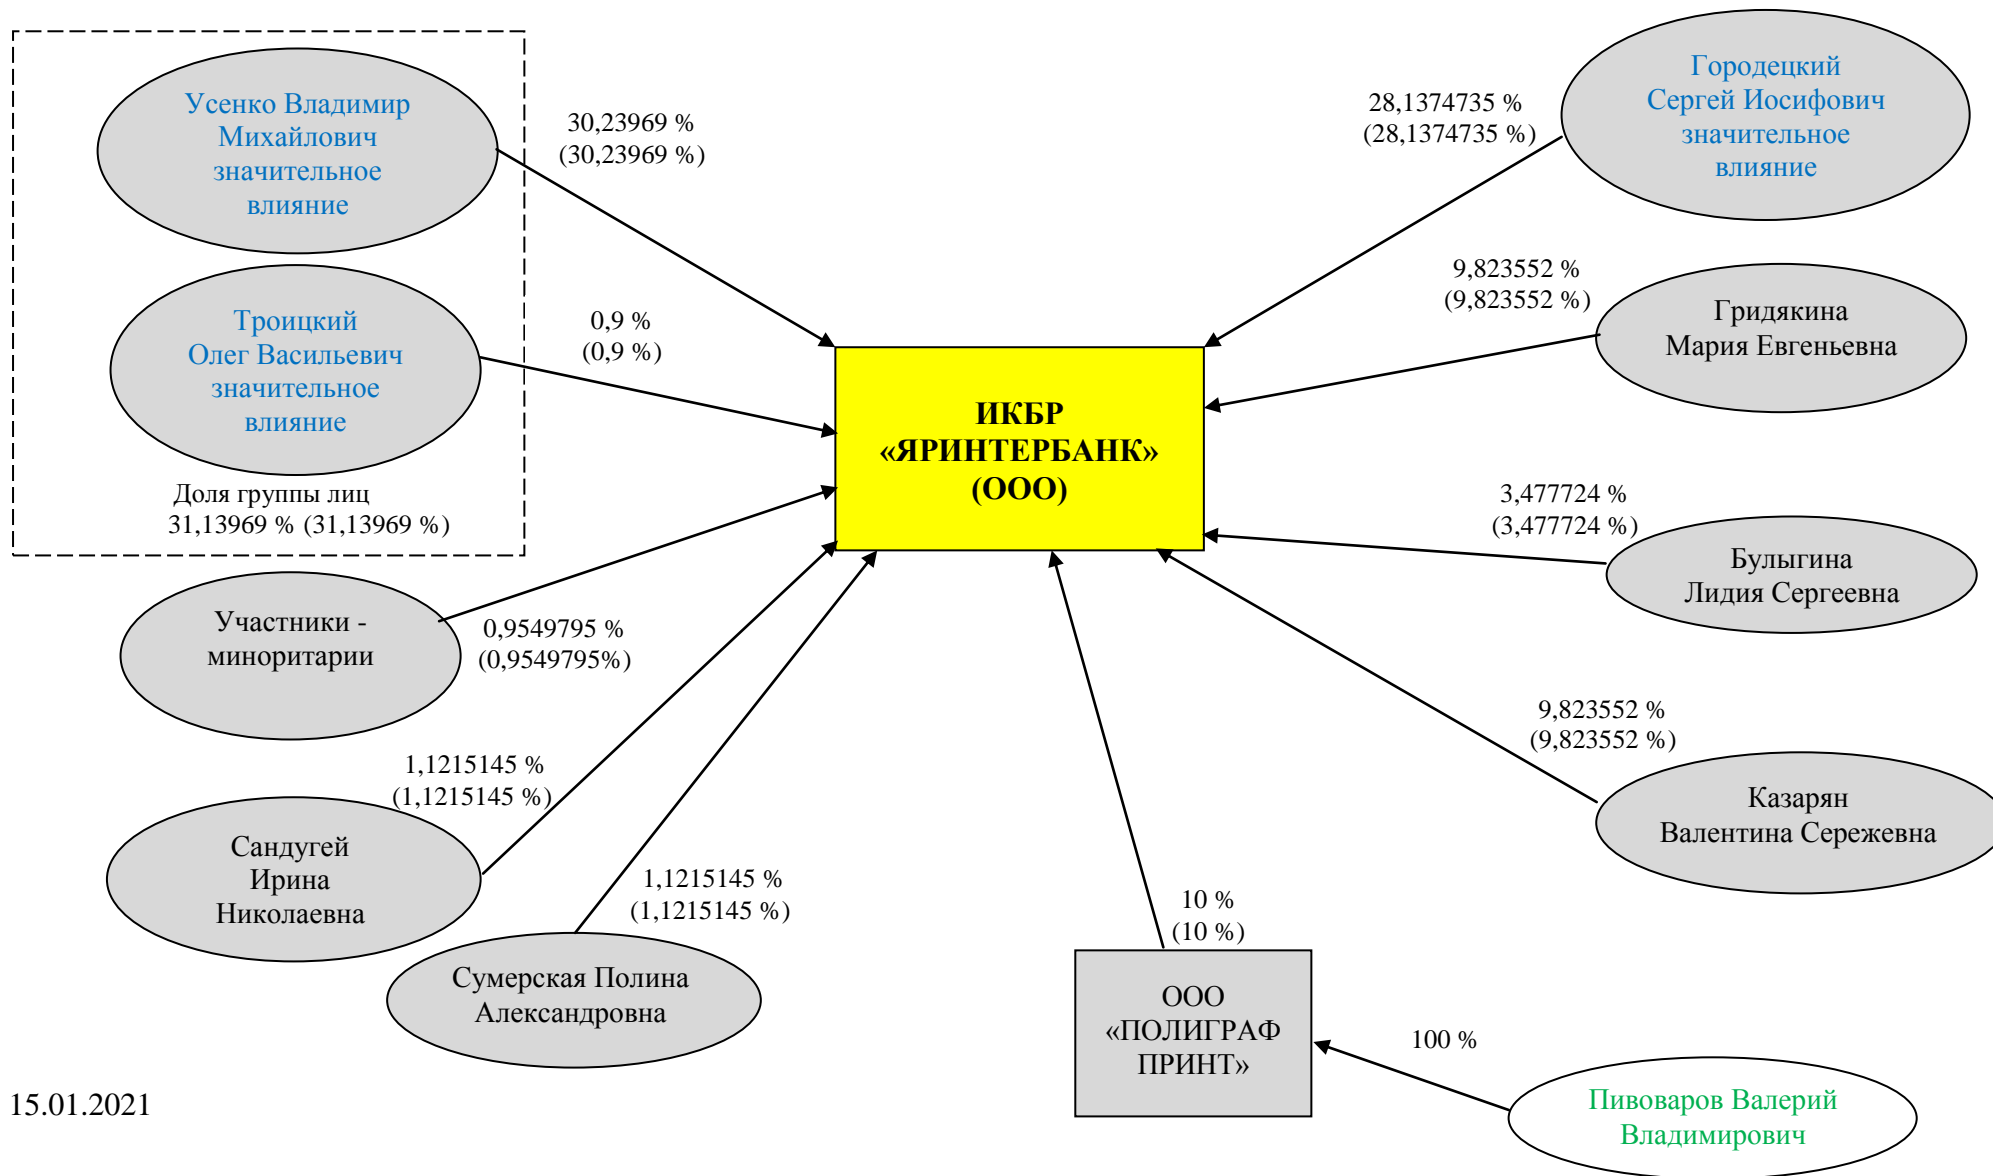 Усенко Владимир
Михайлович
значительное
влияние
30,23969 %
(30,23969 %)
Троицкий
Олег Васильевич
значительное
влияние
0,9 %
(0,9 %)
Доля группы лиц
31,13969 % (31,13969 %)
Участники -
миноритарии
0,9549795 %
(0,9549795%)
1,1215145 %
(1,1215145 %)
Сандугей
Ирина
Николаевна
1,1215145 %
(1,1215145 %)
Сумерская Полина
Александровна
ИКБР
«ЯРИНТЕРБАНК»
(ООО)
28,1374735 %
(28,1374735 %)
Городецкий
Сергей Иосифович
значительное
влияние
9,823552 %
(9,823552 %)
Гридякина
Мария Евгеньевна
3,477724 %
(3,477724 %)
Булыгина
Лидия Сергеевна
9,823552 %
(9,823552 %)
Казарян
Валентина Сережевна
10 %
(10 %)
ООО
«ПОЛИГРАФ
ПРИНТ»
100 %
Пивоваров Валерий
Владимирович
15.01.2021